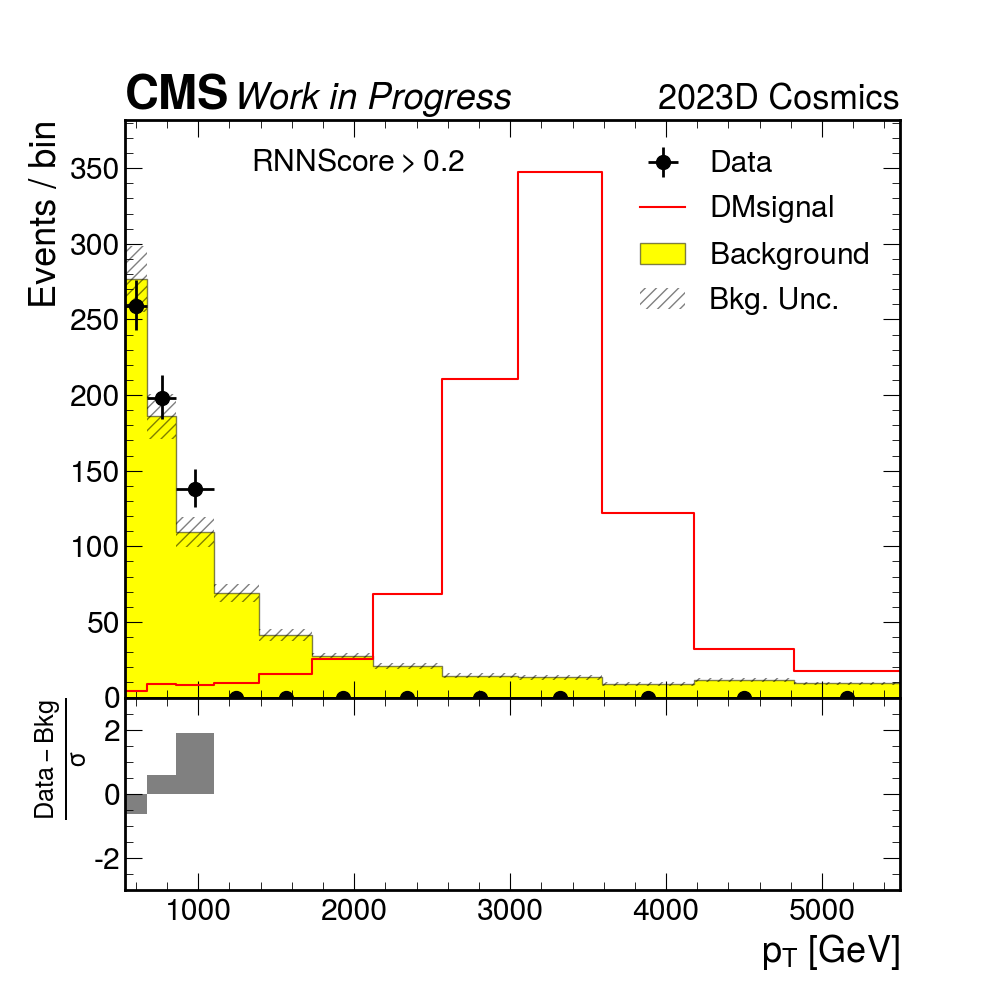 CMS Work in Progress 2023D Cosmics
Events / bin
RNNScore > 0.2
Data
DMsignal
Background
Bkg. Unc.
350
300
250
200
150
100
50
0
Data – Bkg
σ
2
0
-2
1000 2000 3000 4000 5000
pT [GeV]